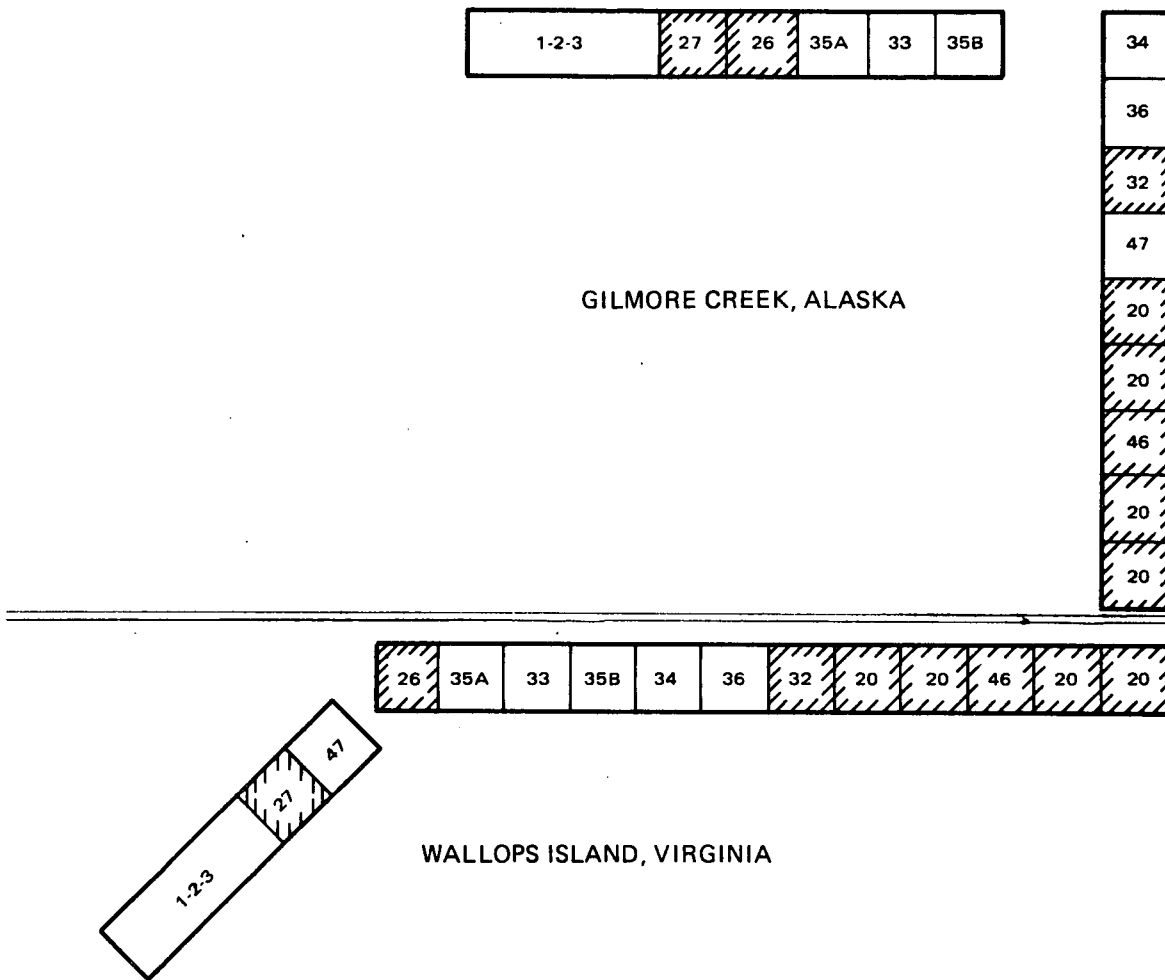 1-2-3 27 26 35A 33 35B 34
36
32
47
GILMORE CREEK, ALASKA
20
20
46
20
20
26 35A 33 35B 34 36 32 20 20 46 20 20
47
27
1-2-3
WALLOPS ISLAND, VIRGINIA